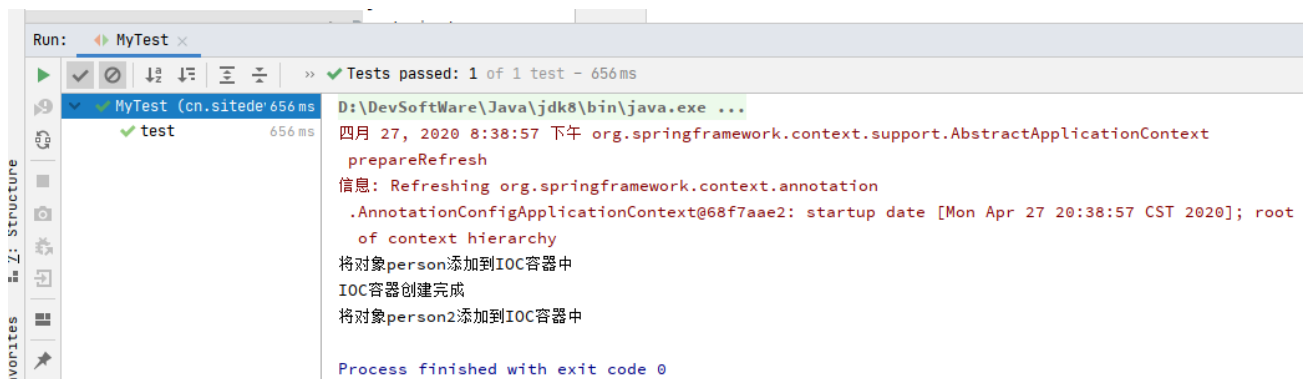 Run: MyTest
Tests passed: 1 of 1 test – 656 ms
MyTest (cn.sitede 656 ms
test 656 ms
D:\DevSoftWare\Java\jdk8\bin\java.exe ...
四月 27, 2020 8:38:57 下午 org.springframework.context.support.AbstractApplicationContext
prepareRefresh
信息: Refreshing org.springframework.context.annotation
.AnnotationConfigApplicationContext@68f7aae2: startup date [Mon Apr 27 20:38:57 CST 2020]; root
of context hierarchy
将对象person添加到IOC容器中
IOC容器创建完成
将对象person2添加到IOC容器中
Process finished with exit code 0
Z: Structure
avorites